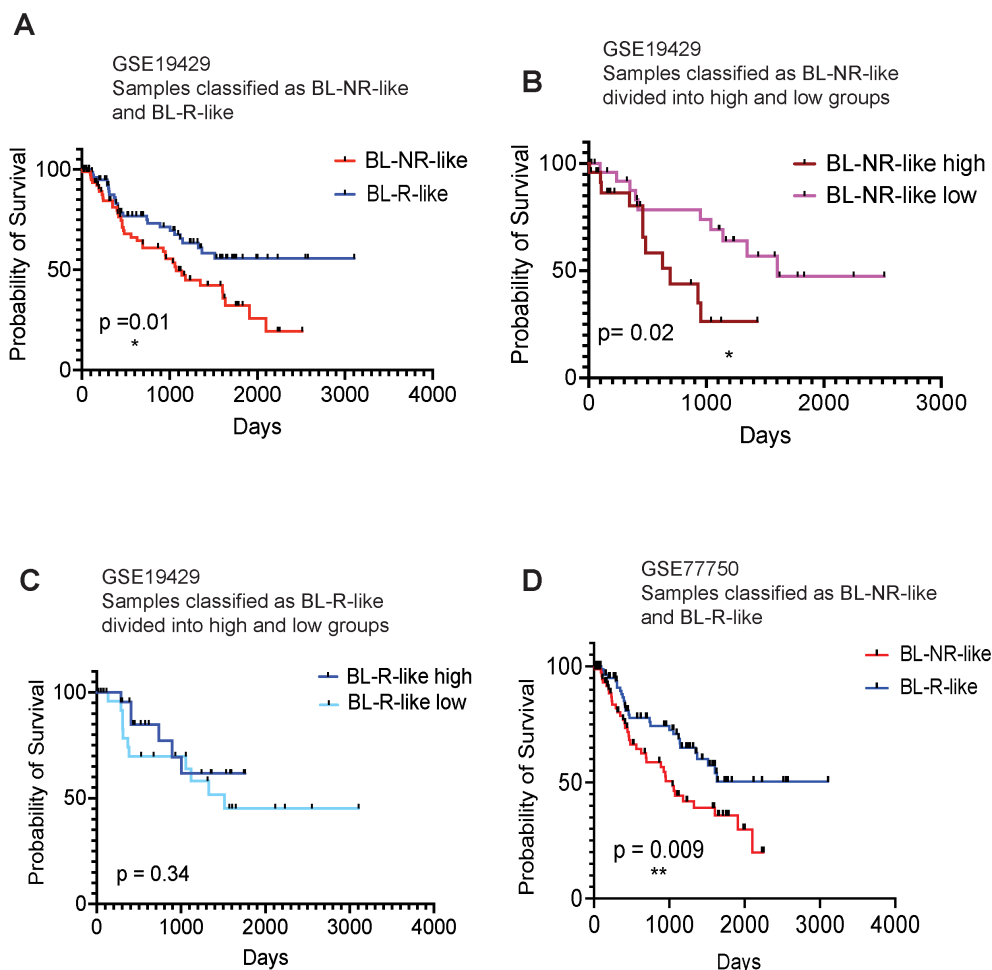 A
GSE19429
Samples classified as BL-NR-like
and BL-R-like
Probability of Survival
100
50
0
BL-NR-like
BL-R-like
p =0.01
*
0 1000 2000 3000 4000
Days
B
GSE19429
Samples classified as BL-NR-like
divided into high and low groups
Probability of Survival
100
50
0
BL-NR-like high
BL-NR-like low
p= 0.02
*
0 1000 2000 3000
Days
C
GSE19429
Samples classified as BL-R-like
divided into high and low groups
Probability of Survival
100
50
0
BL-R-like high
BL-R-like low
p = 0.34
0 1000 2000 3000 4000
Days
D
GSE77750
Samples classified as BL-NR-like
and BL-R-like
Probability of Survival
100
50
0
BL-NR-like
BL-R-like
p = 0.009
**
0 1000 2000 3000 4000
Days